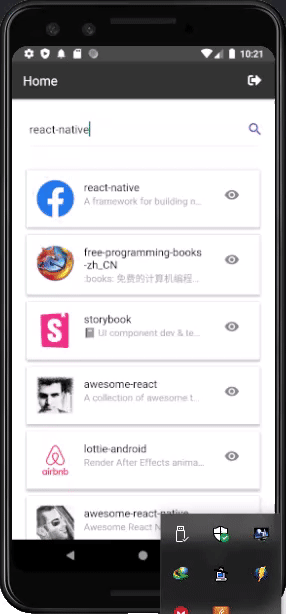 10:21
Home
react-native
react-native
A framework for building n...
free-programming-books
-zh_CN
:books: 免费的计算机编程...
storybook
📓 UI component dev & te...
awesome-react
A collection of awesome t...
lottie-android
airbnb
Render After Effects anima...
awesome-react-native
Awesome React N